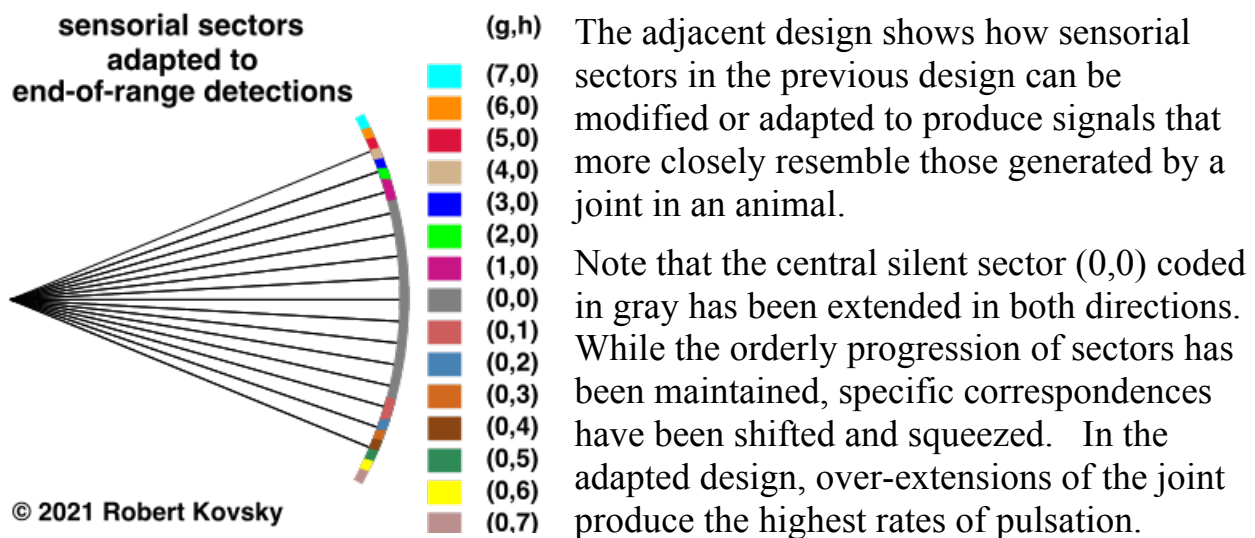 sensorial sectors
adapted to
end-of-range detections
(g,h)
(7,0)
(6,0)
(5,0)
(4,0)
(3,0)
(2,0)
(1,0)
(0,0)
(0,1)
(0,2)
(0,3)
(0,4)
(0,5)
(0,6)
(0,7)
© 2021 Robert Kovsky
The adjacent design shows how sensorial
sectors in the previous design can be
modified or adapted to produce signals that
more closely resemble those generated by a
joint in an animal.
Note that the central silent sector (0,0) coded
in gray has been extended in both directions.
While the orderly progression of sectors has
been maintained, specific correspondences
have been shifted and squeezed. In the
adapted design, over-extensions of the joint
produce the highest rates of pulsation.